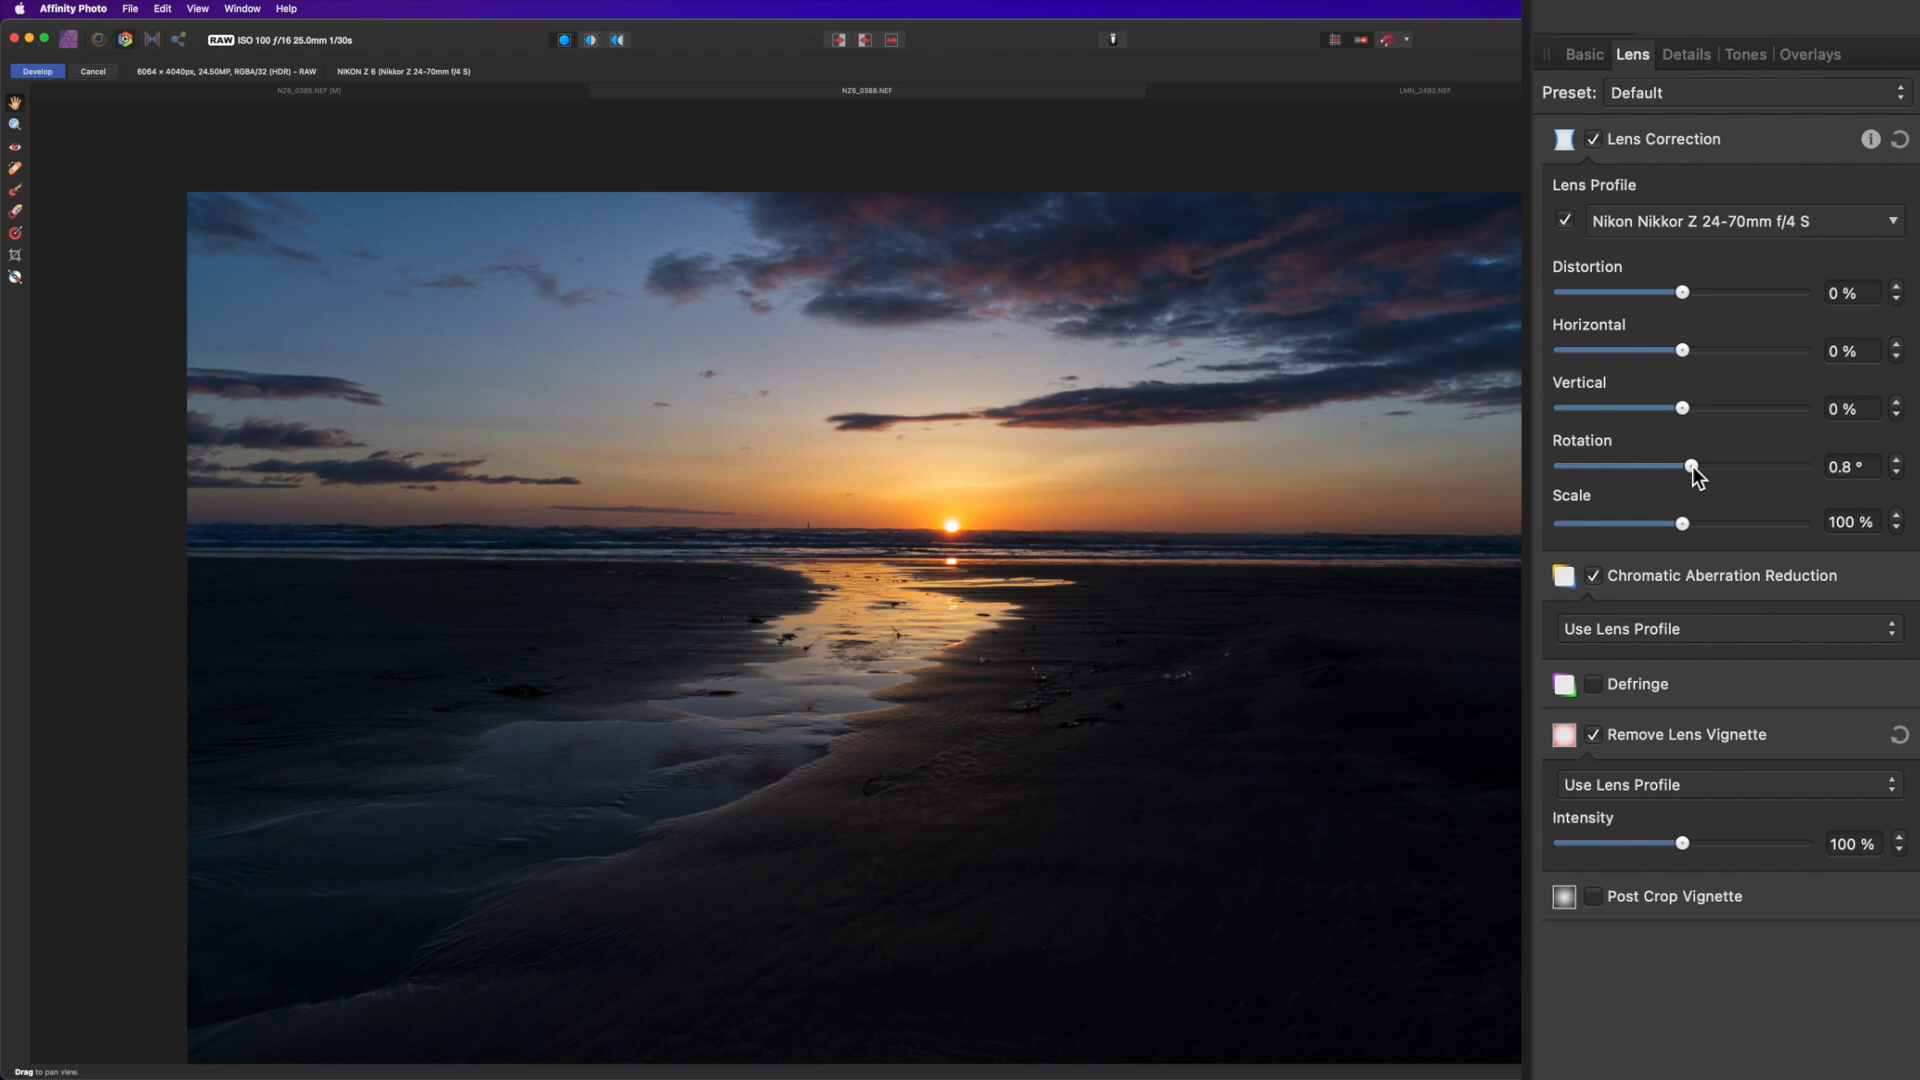 Affinity Photo File Edit View Window Help
RAW ISO 100 ƒ/16 25.0mm 1/30s
Develop Cancel 6064 × 4040px, 24.50MP, RGBA/32 (HDR) - RAW NIKON Z 6 (Nikkor Z 24-70mm f/4 S)
NZ6_0385.NEF [M] NZ6_0388.NEF LMN_2492.NEF
Basic Lens Details Tones Overlays
Preset: Default
Lens Correction
Lens Profile
Nikon Nikkor Z 24-70mm f/4 S
Distortion
0 %
Horizontal
0 %
Vertical
0 %
Rotation
0.8 °
Scale
100 %
Chromatic Aberration Reduction
Use Lens Profile
Defringe
Remove Lens Vignette
Use Lens Profile
Intensity
100 %
Post Crop Vignette
Drag to pan view.